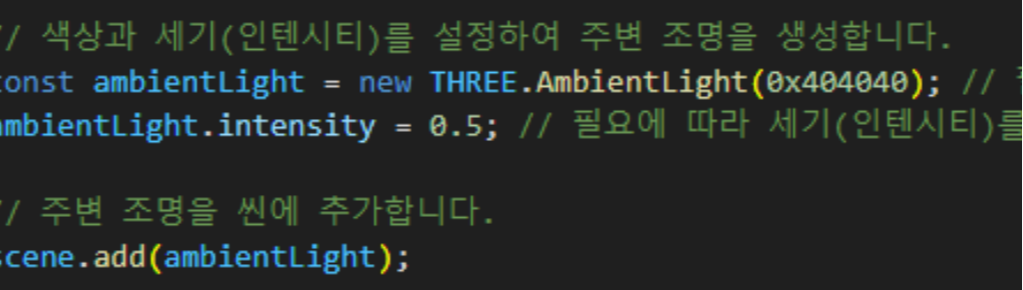 // 색상과 세기(인텐시티)를 설정하여 주변 조명을 생성합니다.
const ambientLight = new THREE.AmbientLight(0x404040); //
ambientLight.intensity = 0.5; // 필요에 따라 세기(인텐시티)를
// 주변 조명을 씬에 추가합니다.
scene.add(ambientLight);